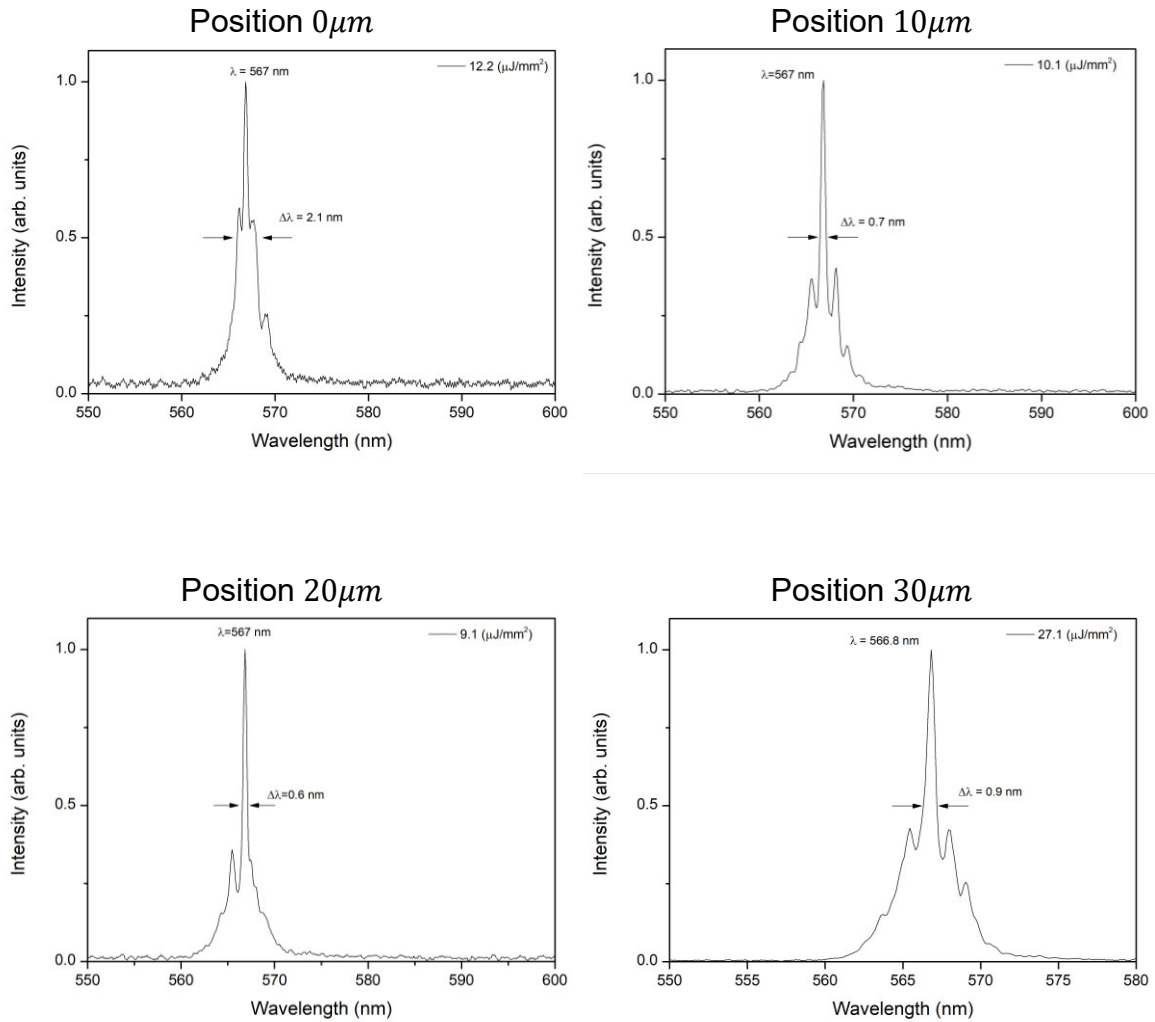 Position 0μm
12.2 (μJ/mm²)
λ = 567 nm
Δλ = 2.1 nm
1.0
0.5
0.0
550 560 570 580 590 600
Wavelength (nm)
Intensity (arb. units)
Position 10μm
10.1 (μJ/mm²)
λ=567 nm
Δλ = 0.7 nm
1.0
0.5
0.0
550 560 570 580 590 600
Wavelength (nm)
Intensity (arb. units)
Position 20μm
9.1 (μJ/mm²)
λ=567 nm
Δλ=0.6 nm
1.0
0.5
0.0
550 560 570 580 590 600
Wavelength (nm)
Intensity (arb. units)
Position 30μm
27.1 (μJ/mm²)
λ = 566.8 nm
Δλ = 0.9 nm
1.0
0.5
0.0
550 555 560 565 570 575 580
Wavelength (nm)
Intensity (arb. units)